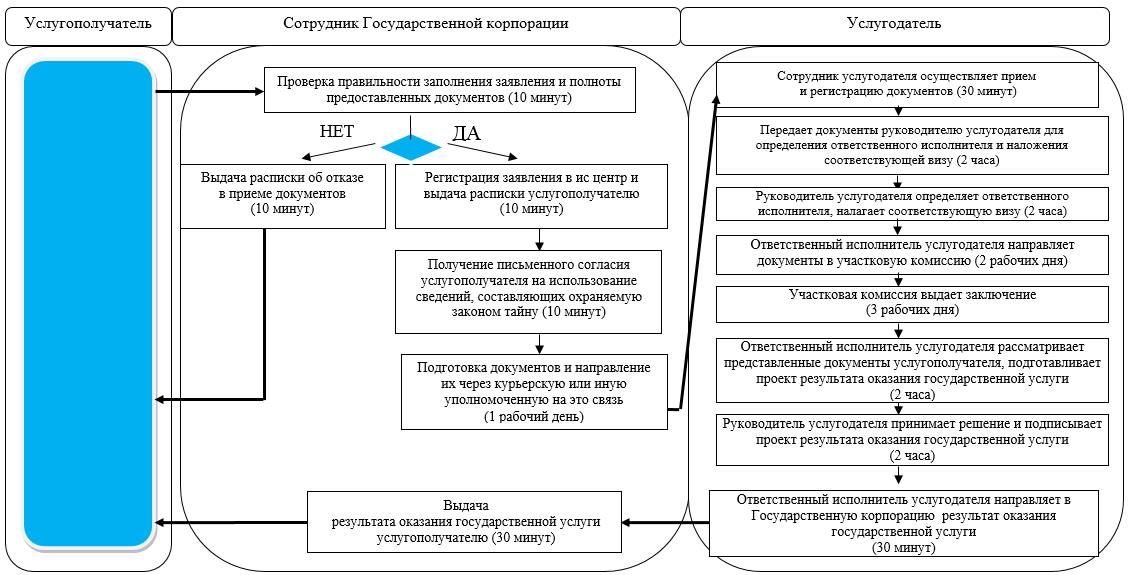 Услугополучатель
Сотрудник Государственной корпорации
Услугодатель
Проверка правильности заполнения заявления и полноты
предоставленных документов (10 минут)
НЕТ
ДА
Выдача расписки об отказе
в приеме документов
(10 минут)
Регистрация заявления в ис центр и
выдача расписки услугополучателю
(10 минут)
Получение письменного согласия
услугополучателя на использование
сведений, составляющих охраняемую
законом тайну (10 минут)
Подготовка документов и направление
их через курьерскую или иную
уполномоченную на это связь
(1 рабочий день)
Выдача
результата оказания государственной услуги
услугополучателю (30 минут)
Сотрудник услугодателя осуществляет прием
и регистрацию документов (30 минут)
Передает документы руководителю услугодателя для
определения ответственного исполнителя и наложения
соответствующей визу (2 часа)
Руководитель услугодателя определяет ответственного
исполнителя, налагает соответствующую визу (2 часа)
Ответственный исполнитель услугодателя направляет
документы в участковую комиссию (2 рабочих дня)
Участковая комиссия выдает заключение
(3 рабочих дня)
Ответственный исполнитель услугодателя рассматривает
представленные документы услугополучателя, подготавливает
проект результата оказания государственной услуги
(2 часа)
Руководитель услугодателя принимает решение и подписывает
проект результата оказания государственной услуги
(2 часа)
Ответственный исполнитель услугодателя направляет в
Государственную корпорацию результат оказания
государственной услуги
(30 минут)